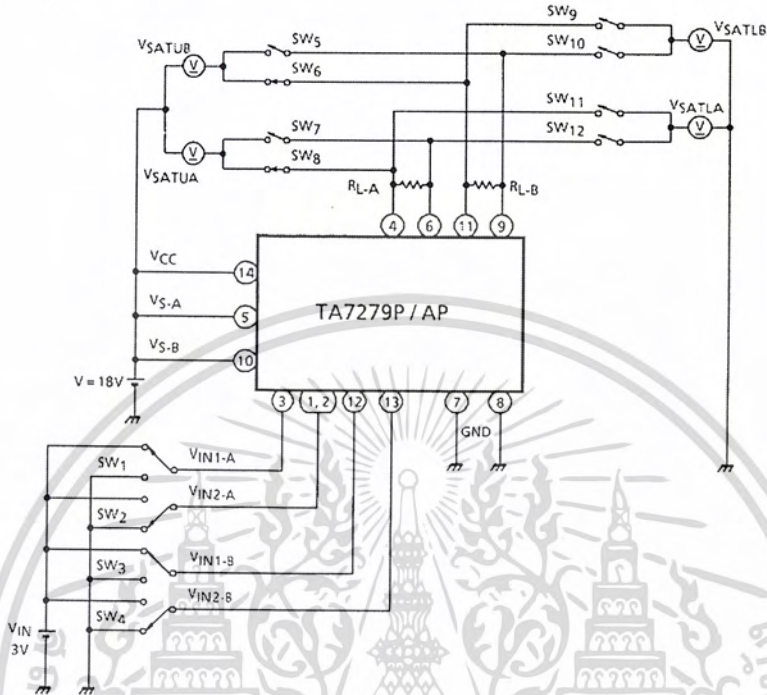 SW9
VSATUB
SW5
SW10
VSATLB
V
V
SW6
SW11
SW7
VSATLA
V
SW12
V
VSATUA
SW8
RL-A
RL-B
4
6
11
9
VCC
14
TA7279P / AP
VS-A
5
VS-B
10
V = 18V
3
1, 2
12
13
7
8
GND
VIN1-A
SW1
VIN2-A
SW2
VIN1-B
SW3
VIN2-B
SW4
VIN
3V